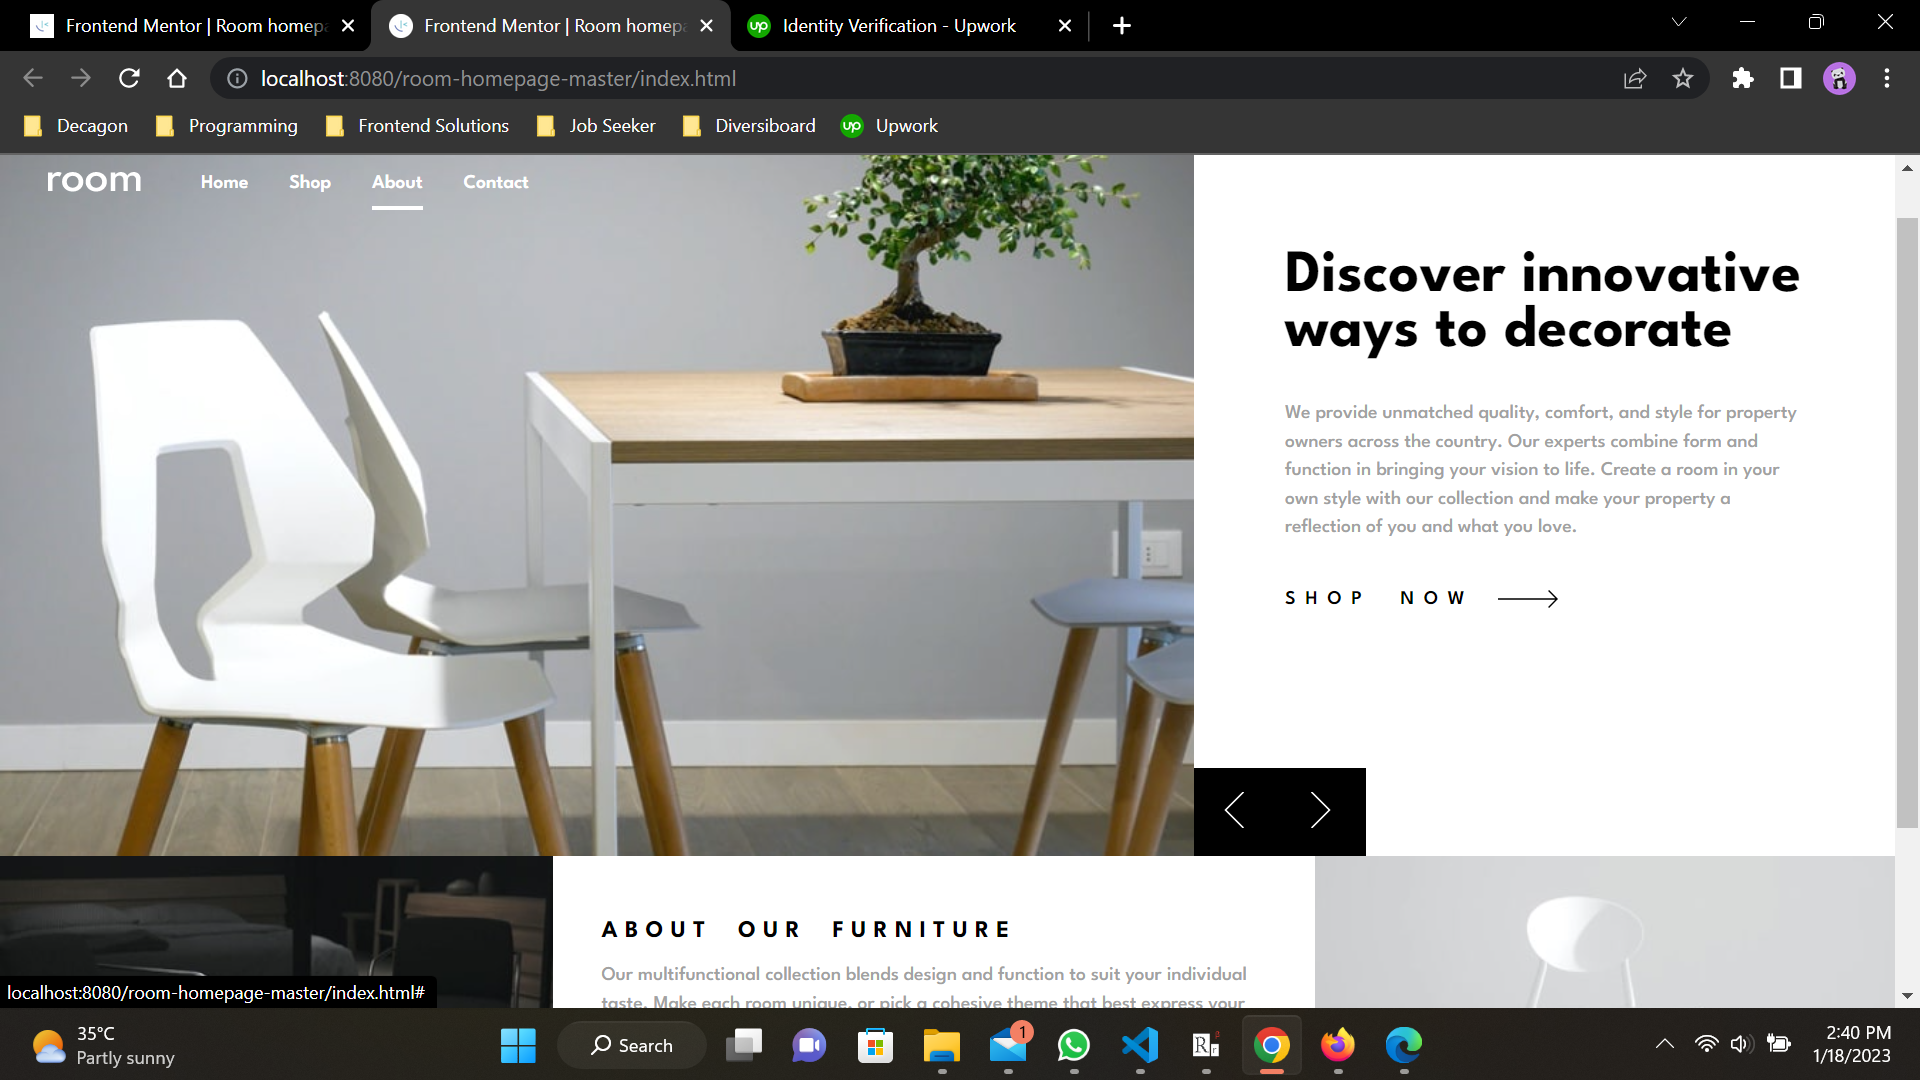 Frontend Mentor | Room homep
Frontend Mentor | Room homep
up Identity Verification - Upwork
localhost:8080/room-homepage-master/index.html
Decagon Programming Frontend Solutions Job Seeker Diversiboard up Upwork
room Home Shop About Contact
Discover innovative
ways to decorate
We provide unmatched quality, comfort, and style for property
owners across the country. Our experts combine form and
function in bringing your vision to life. Create a room in your
own style with our collection and make your property a
reflection of you and what you love.
SHOP NOW
ABOUT OUR FURNITURE
Our multifunctional collection blends design and function to suit your individual
taste. Make each room unique, or pick a cohesive theme that best express your
localhost:8080/room-homepage-master/index.html#
35°C
Partly sunny
Search
1
2:40 PM
1/18/2023